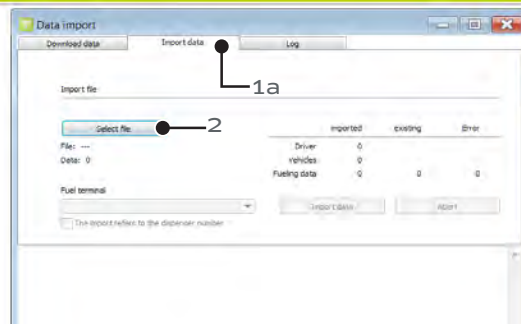 Data import
Download data Import data Log
1a
Import file
Select file 2
imported existing Error
File: ---
Driver 0
Data: 0
vehicles 0
Fueling data 0 0 0
Fuel terminal
Import data Abort
The import refers to the dispenser number